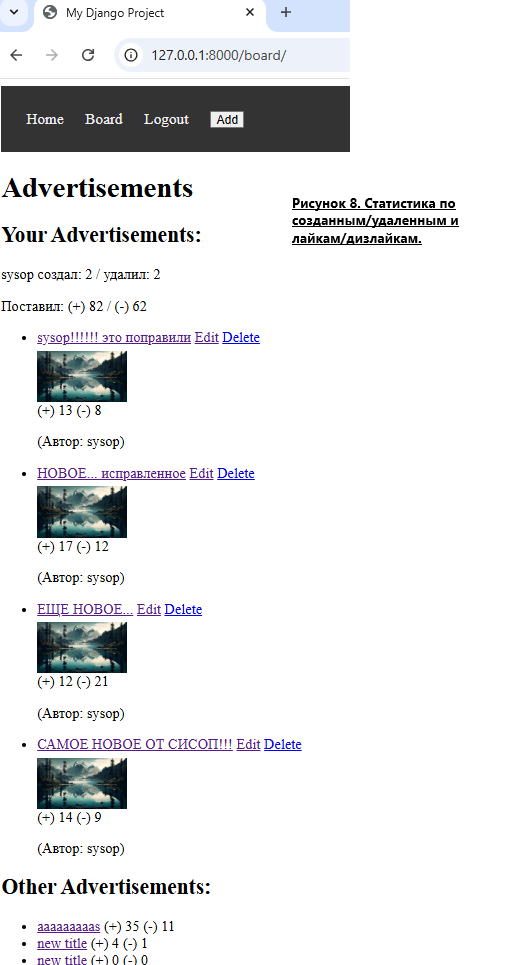 My Django Project
127.0.0.1:8000/board/
Home Board Logout Add
Advertisements
Рисунок 8. Статистика по
созданным/удаленным и
лайкам/дизлайкам.
Your Advertisements:
sysop создал: 2 / удалил: 2
Поставил: (+) 82 / (-) 62
sysop!!!!!! это поправили Edit Delete
(+) 13 (-) 8
(Автор: sysop)
НОВОЕ... исправленное Edit Delete
(+) 17 (-) 12
(Автор: sysop)
ЕЩЕ НОВОЕ... Edit Delete
(+) 12 (-) 21
(Автор: sysop)
САМОЕ НОВОЕ ОТ СИСОП!!! Edit Delete
(+) 14 (-) 9
(Автор: sysop)
Other Advertisements:
aaaaaaaaas (+) 35 (-) 11
new title (+) 4 (-) 1
new title (+) 0 (-) 0